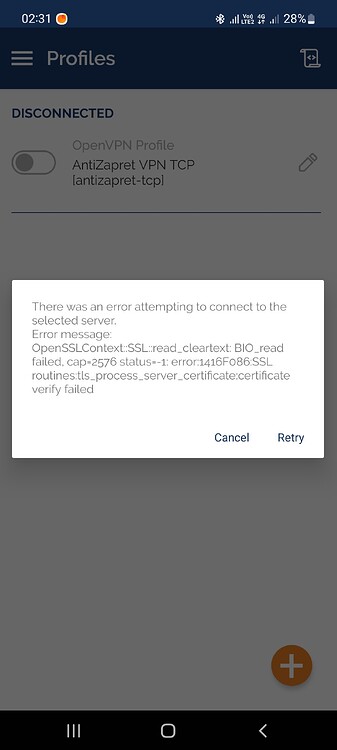 02:31 Vo) 4G LTE2 28%
Profiles
DISCONNECTED
OpenVPN Profile
AntiZapret VPN TCP
[antizapret-tcp]
There was an error attempting to connect to the
selected server.
Error message:
OpenSSLContext::SSL::read_cleartext: BIO_read
failed, cap=2576 status=-1: error:1416F086:SSL
routines:tls_process_server_certificate:certificate
verify failed
Cancel Retry